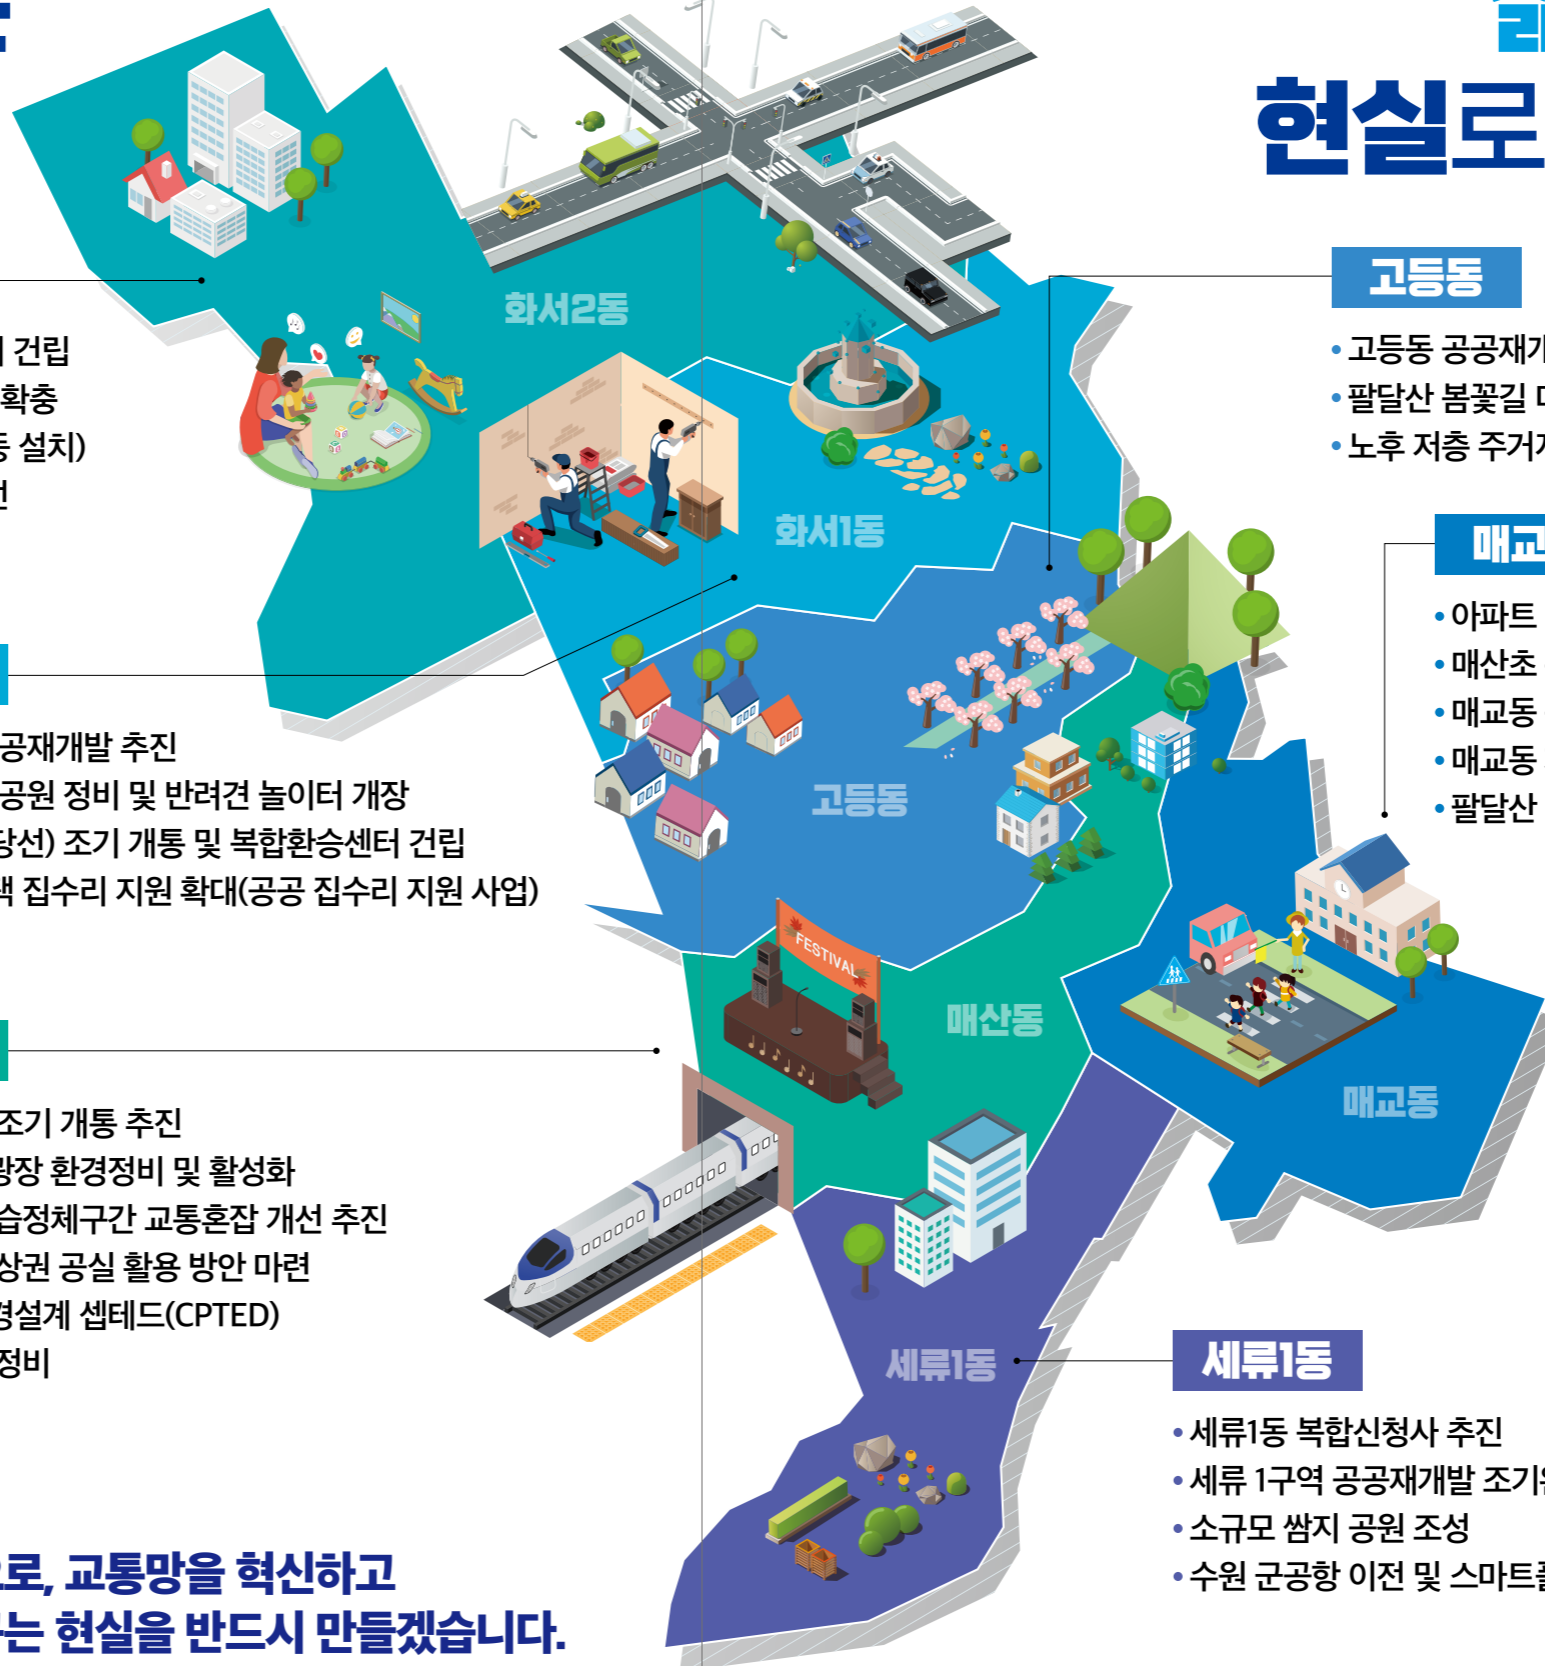 현실로
화서2동
건립
확충
설치)
고등동
고등동 공공재개
팔달산 봄꽃길
노후 저층 주거
화서1동
매교
아파트
매산초
매교동
매교동
팔달산
공재개발 추진
공원 정비 및 반려견 놀이터 개장
당선) 조기 개통 및 복합환승센터 건립
집수리 지원 확대(공공 집수리 지원 사업)
고등동
FESTIVAL
매산동
매교동
조기 개통 추진
광장 환경정비 및 활성화
습정체구간 교통혼잡 개선 추진
상권 공실 활용 방안 마련
경설계 셉테드(CPTED)
정비
세류1동
세류1동
세류1동 복합신청사 추진
세류 1구역 공공재개발 조기
소규모 쌈지 공원 조성
수원 군공항 이전 및 스마트
로, 교통망을 혁신하고
는 현실을 반드시 만들겠습니다.